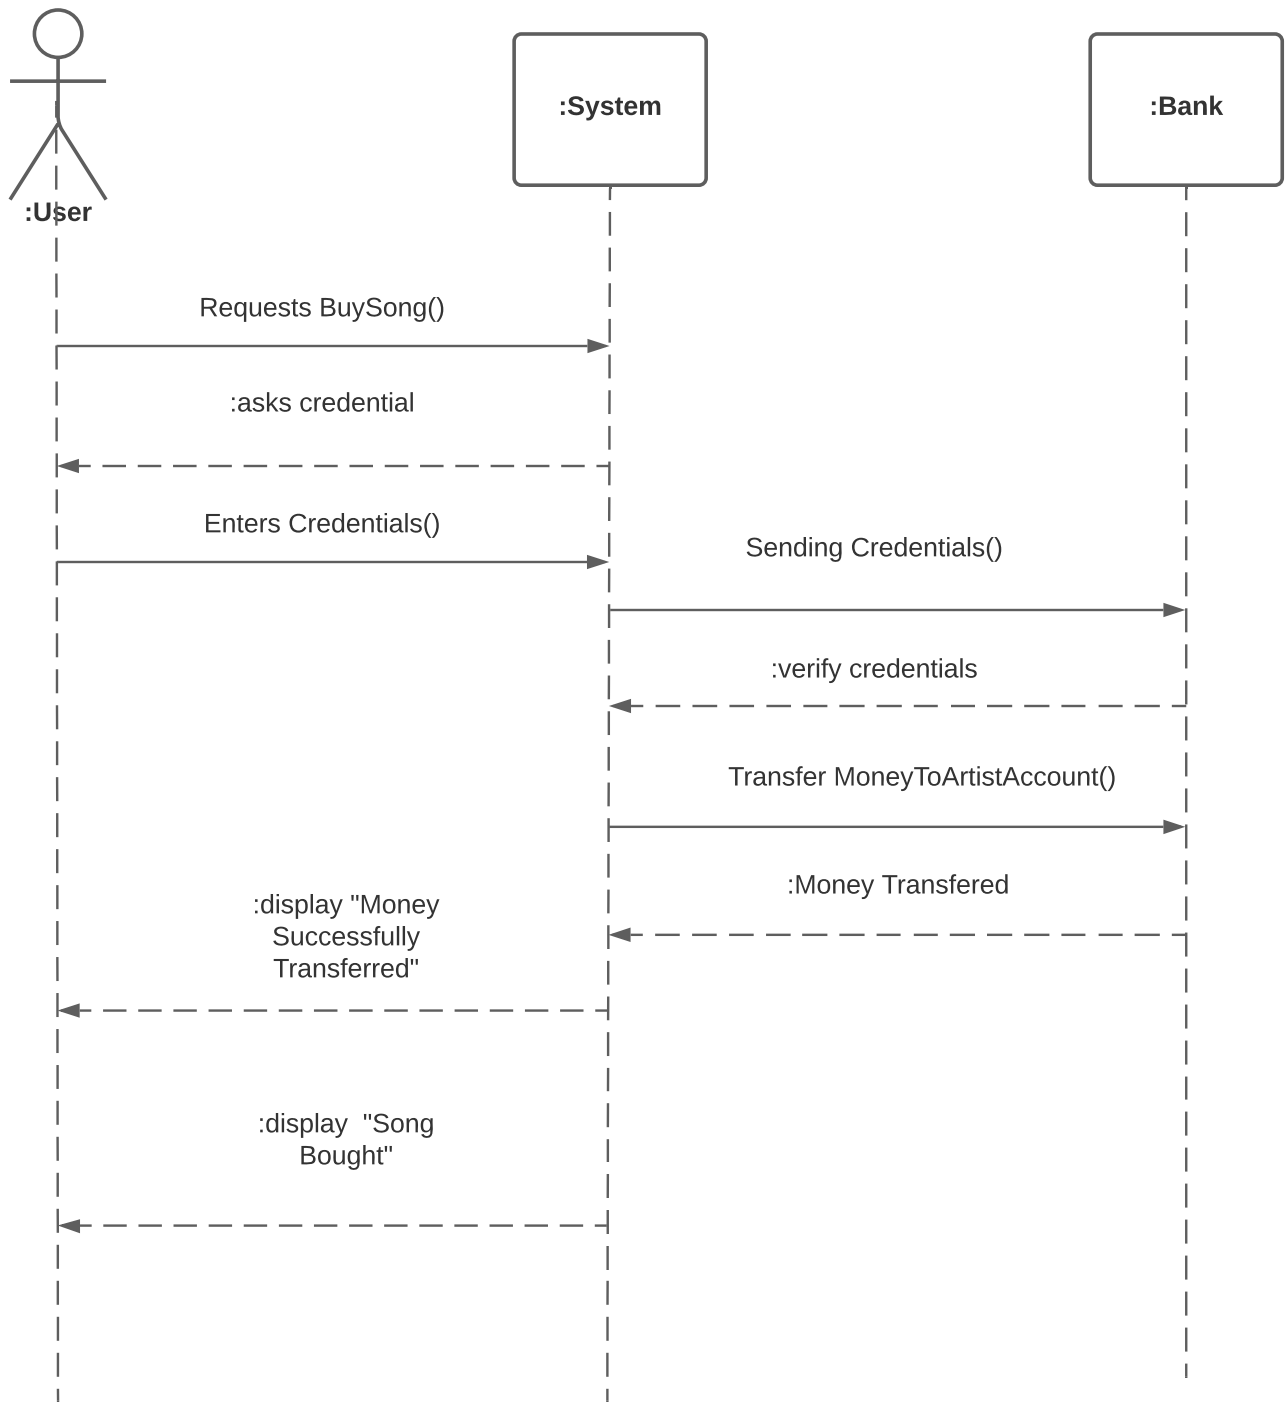 :User
:System
:Bank
Requests BuySong()
:asks credential
Enters Credentials()
Sending Credentials()
:verify credentials
Transfer MoneyToArtistAccount()
:Money Transfered
:display "Money
Successfully
Transferred"
:display  "Song
Bought"